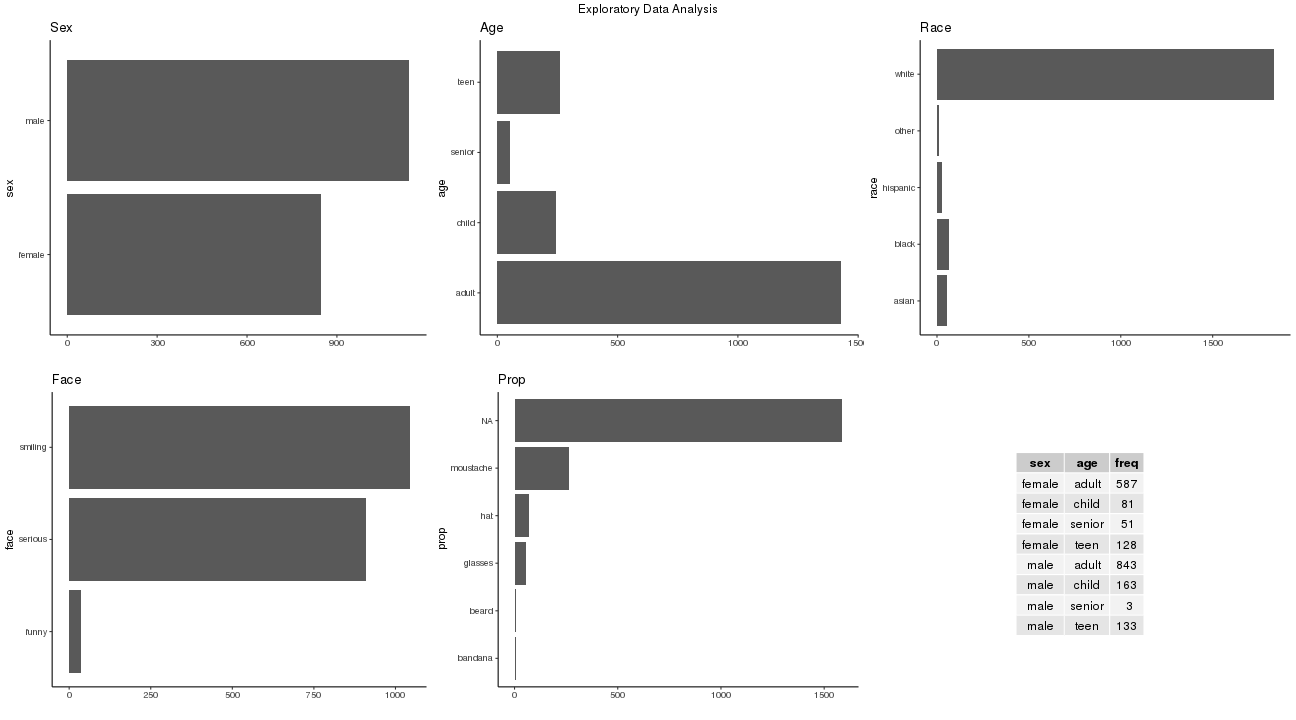 Exploratory Data Analysis
Sex
sex
male
female
0 300 600 900
Age
age
teen
senior
child
adult
0 500 1000 150
Race
race
white
other
hispanic
black
asian
0 500 1000 1500
Face
face
smiling
serious
funny
0 250 500 750 1000
Prop
prop
NA
moustache
hat
glasses
beard
bandana
0 500 1000 1500
sex age freq
female adult 587
female child 81
female senior 51
female teen 128
male adult 843
male child 163
male senior 3
male teen 133